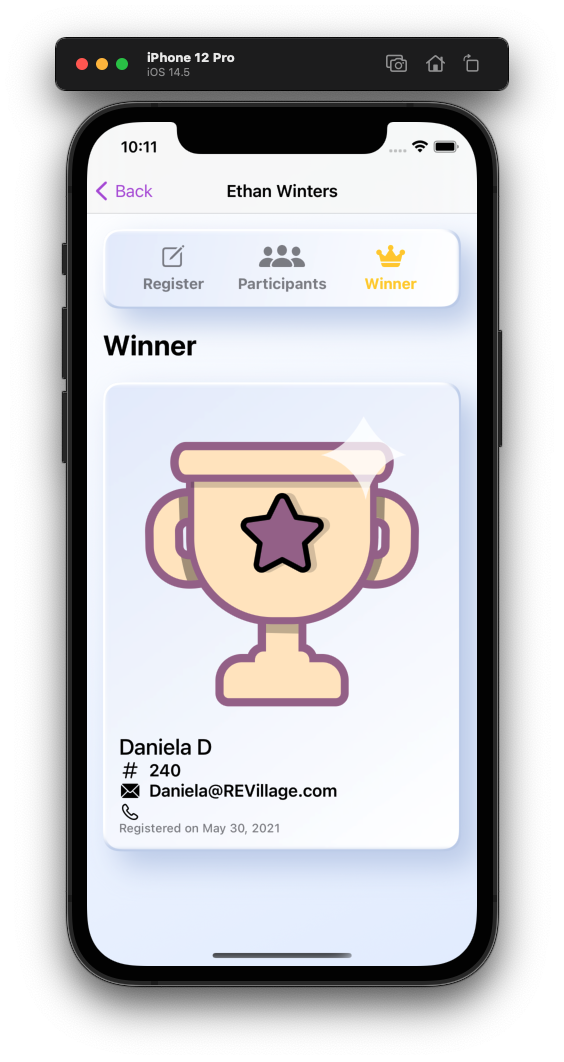 iPhone 12 Pro
iOS 14.5
10:11
Back
Ethan Winters
Register
Participants
Winner
Winner
Daniela D
# 240
Daniela@REVillage.com
Registered on May 30, 2021